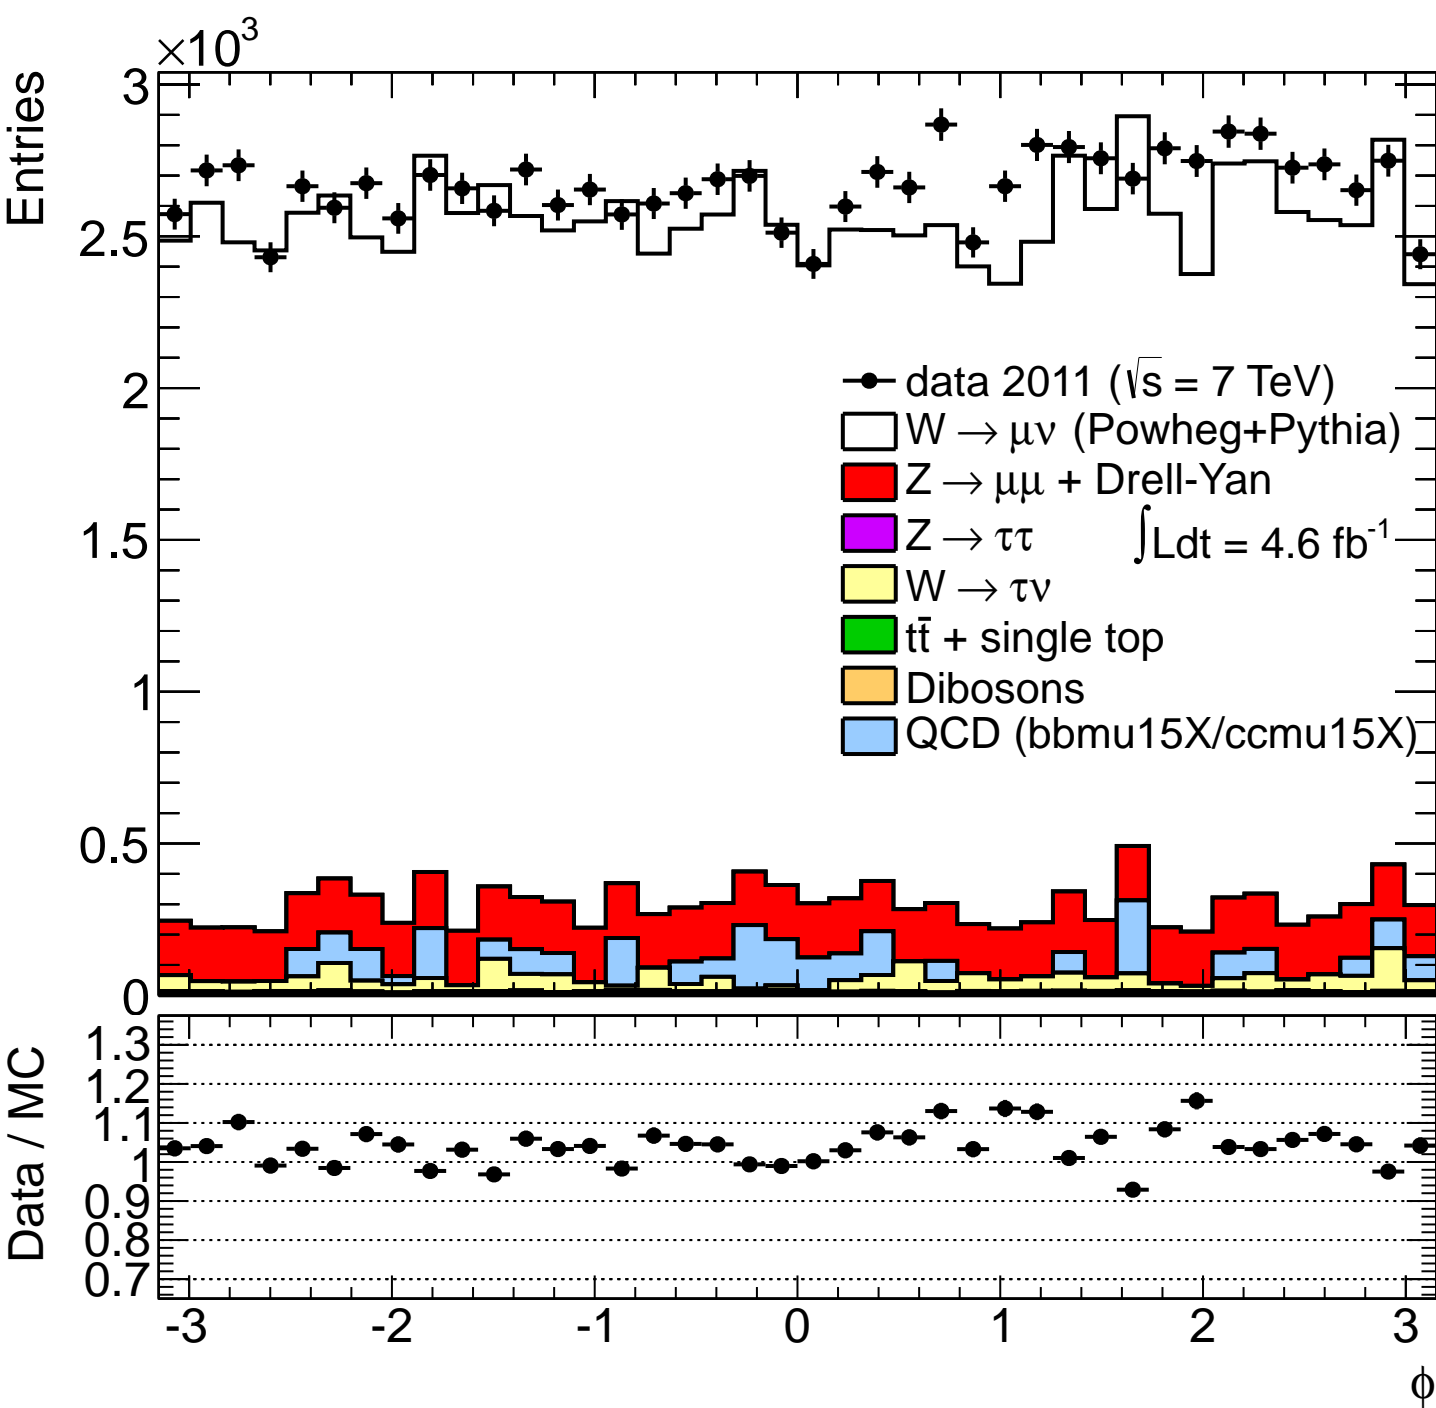 ×10³
Entries
3
2.5
2
1.5
1
0.5
0
data 2011 (√s = 7 TeV)
W → μν (Powheg+Pythia)
Z → μμ + Drell-Yan
Z → ττ
∫Ldt = 4.6 fb⁻¹
W → τν
tt̄ + single top
Dibosons
QCD (bbmu15X/ccmu15X)
Data / MC
1.3
1.2
1.1
1
0.9
0.8
0.7
-3 -2 -1 0 1 2 3
ϕ